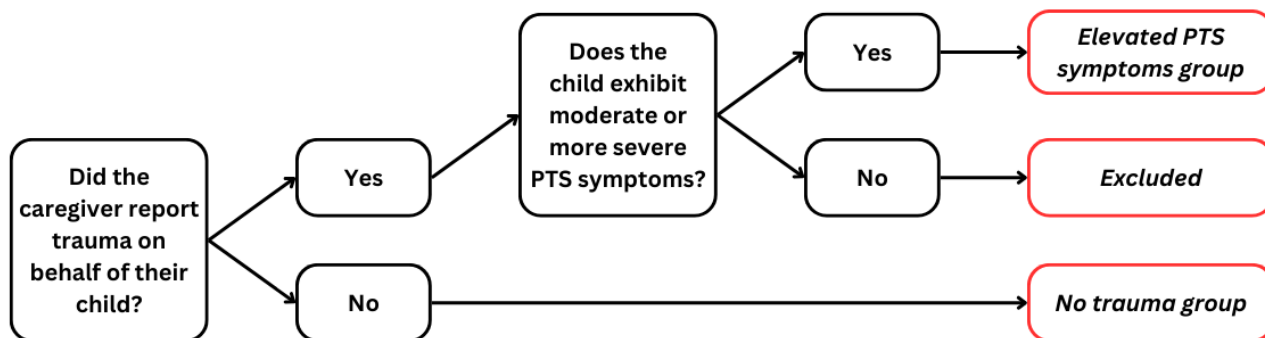 Did the
caregiver report
trauma on
behalf of their
child?
Yes
No
Does the
child exhibit
moderate or
more severe
PTS symptoms?
Yes
No
Elevated PTS
symptoms group
Excluded
No trauma group